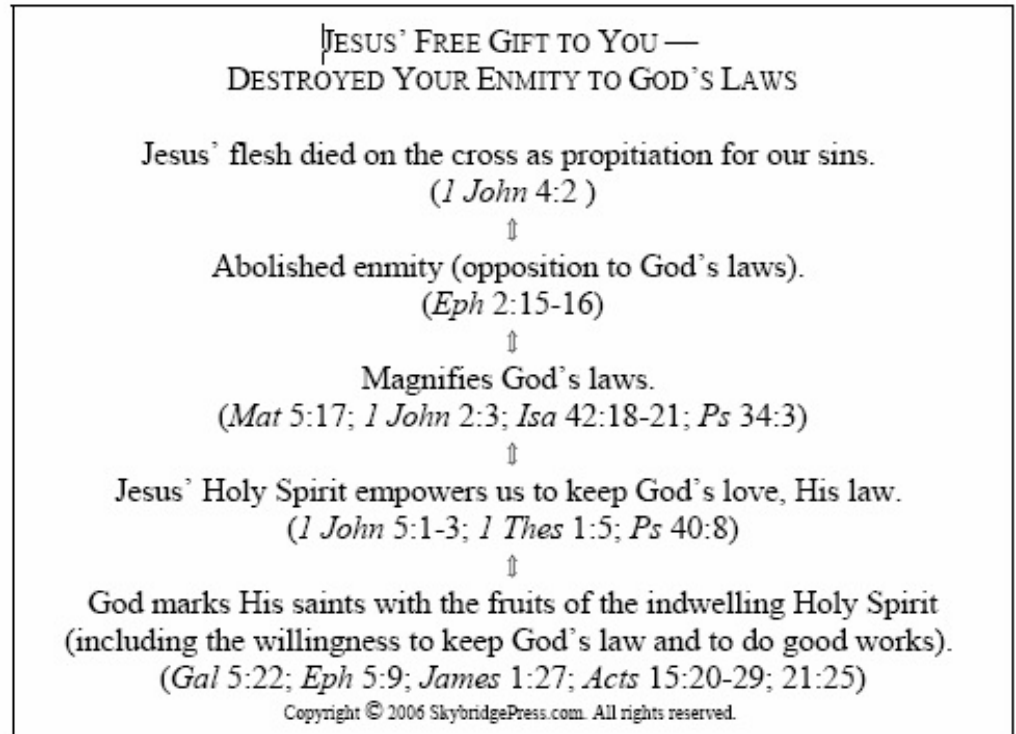 JESUS’ FREE GIFT TO YOU —
DESTROYED YOUR ENMITY TO GOD’S LAWS
Jesus’ flesh died on the cross as propitiation for our sins.
(1 John 4:2 )
⇕
Abolished enmity (opposition to God’s laws).
(Eph 2:15-16)
⇕
Magnifies God’s laws.
(Mat 5:17; 1 John 2:3; Isa 42:18-21; Ps 34:3)
⇕
Jesus’ Holy Spirit empowers us to keep God’s love, His law.
(1 John 5:1-3; 1 Thes 1:5; Ps 40:8)
⇕
God marks His saints with the fruits of the indwelling Holy Spirit
(including the willingness to keep God’s law and to do good works).
(Gal 5:22; Eph 5:9; James 1:27; Acts 15:20-29; 21:25)
Copyright © 2006 SkybridgePress.com. All rights reserved.